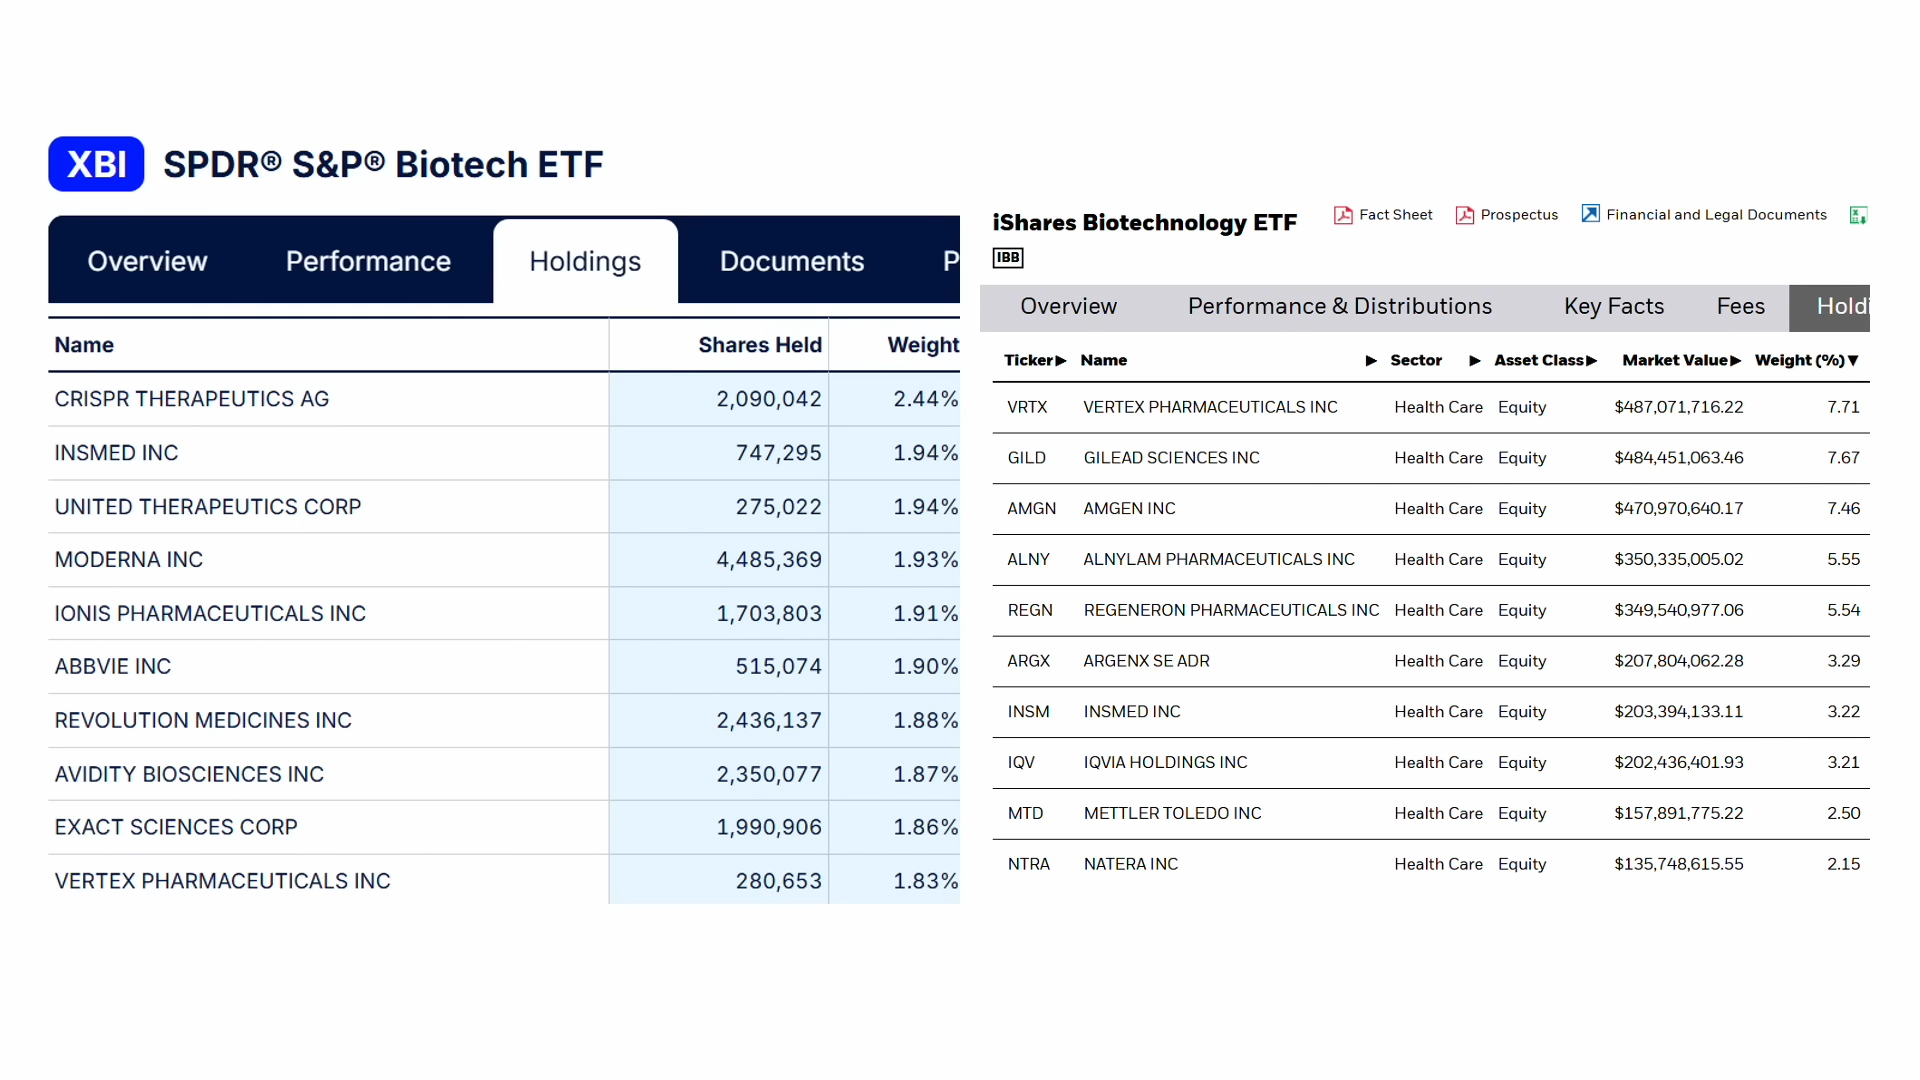 XBI SPDR® S&P® Biotech ETF
Overview Performance Holdings Documents P
Name Shares Held Weight
CRISPR THERAPEUTICS AG 2,090,042 2.44%
INSMED INC 747,295 1.94%
UNITED THERAPEUTICS CORP 275,022 1.94%
MODERNA INC 4,485,369 1.93%
IONIS PHARMACEUTICALS INC 1,703,803 1.91%
ABBVIE INC 515,074 1.90%
REVOLUTION MEDICINES INC 2,436,137 1.88%
AVIDITY BIOSCIENCES INC 2,350,077 1.87%
EXACT SCIENCES CORP 1,990,906 1.86%
VERTEX PHARMACEUTICALS INC 280,653 1.83%
iShares Biotechnology ETF Fact Sheet Prospectus Financial and Legal Documents
IBB
Overview Performance & Distributions Key Facts Fees Holdi
Ticker▶ Name ▶ Sector ▶ Asset Class▶ Market Value▶ Weight (%)▼
VRTX VERTEX PHARMACEUTICALS INC Health Care Equity $487,071,716.22 7.71
GILD GILEAD SCIENCES INC Health Care Equity $484,451,063.46 7.67
AMGN AMGEN INC Health Care Equity $470,970,640.17 7.46
ALNY ALNYLAM PHARMACEUTICALS INC Health Care Equity $350,335,005.02 5.55
REGN REGENERON PHARMACEUTICALS INC Health Care Equity $349,540,977.06 5.54
ARGX ARGENX SE ADR Health Care Equity $207,804,062.28 3.29
INSM INSMED INC Health Care Equity $203,394,133.11 3.22
IQV IQVIA HOLDINGS INC Health Care Equity $202,436,401.93 3.21
MTD METTLER TOLEDO INC Health Care Equity $157,891,775.22 2.50
NTRA NATERA INC Health Care Equity $135,748,615.55 2.15